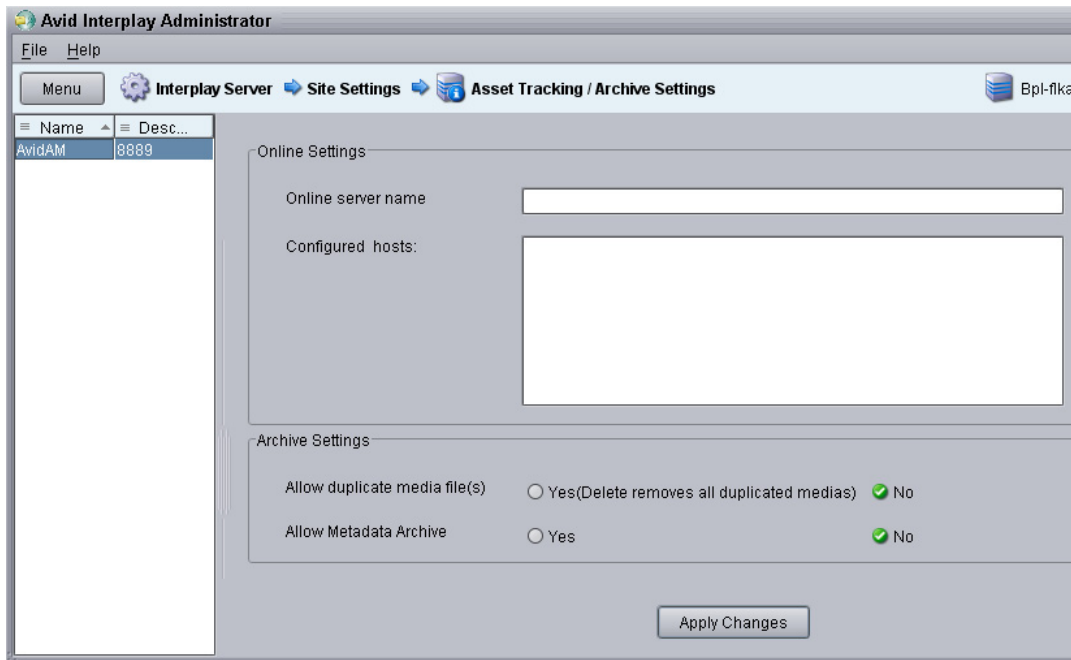 Avid Interplay Administrator
File Help
Menu Interplay Server Site Settings Asset Tracking / Archive Settings Bpl-flka
Name Desc...
AvidAM 8889
Online Settings
Online server name
Configured hosts:
Archive Settings
Allow duplicate media file(s) Yes(Delete removes all duplicated medias) No
Allow Metadata Archive Yes No
Apply Changes